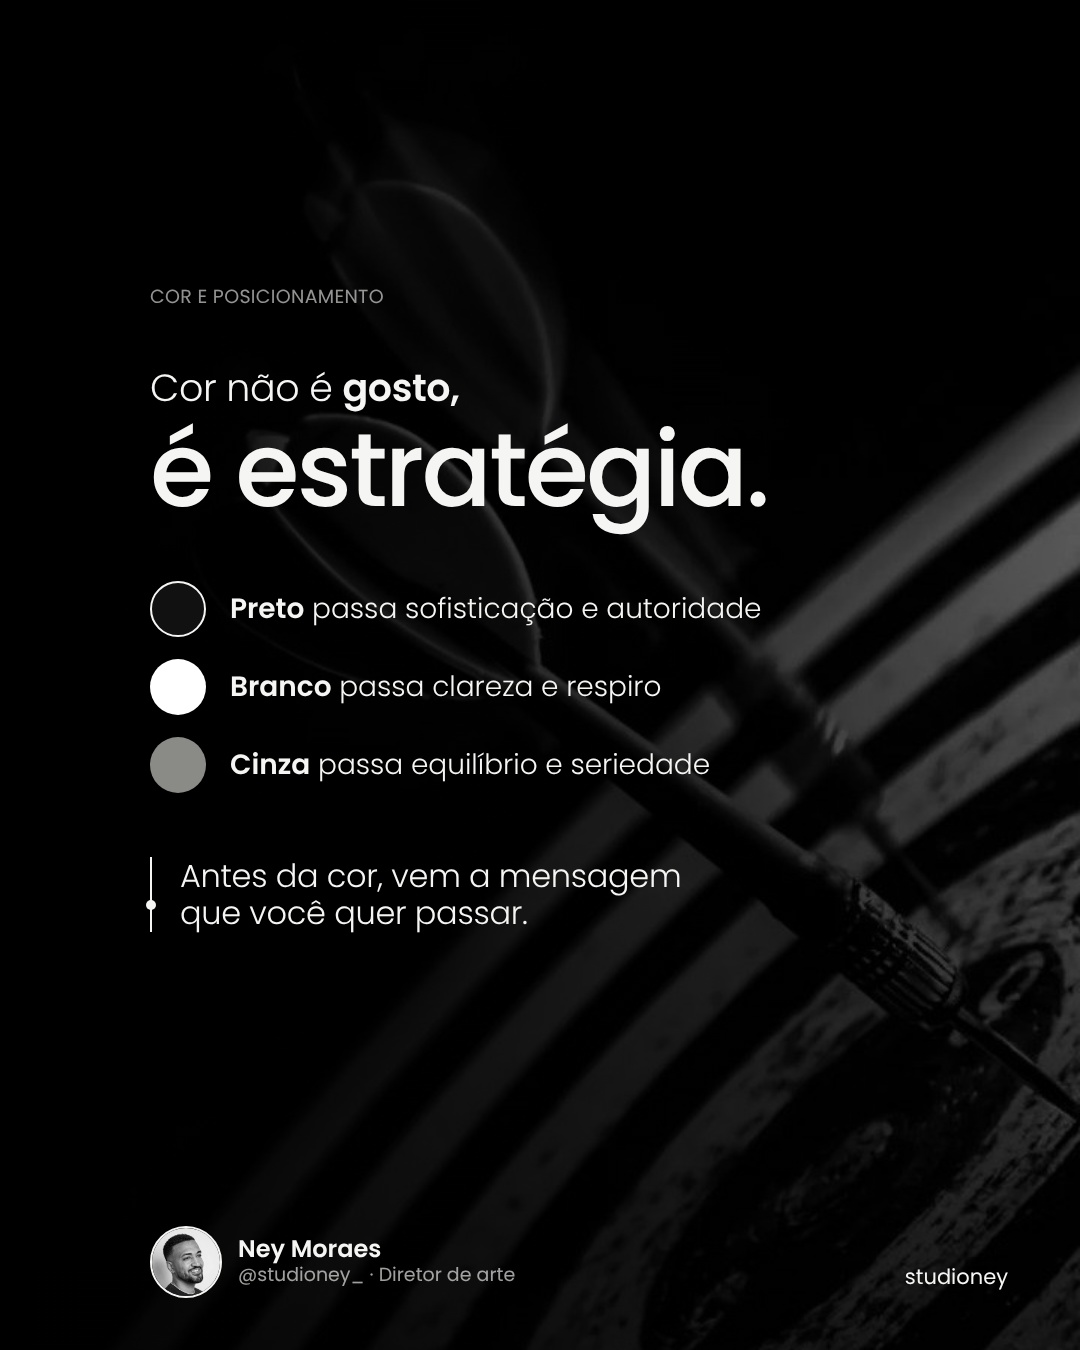 COR E POSICIONAMENTO
Cor não é gosto,
é estratégia.
Preto passa sofisticação e autoridade
Branco passa clareza e respiro
Cinza passa equilíbrio e seriedade
Antes da cor, vem a mensagem
que você quer passar.
Ney Moraes
@studioney_ · Diretor de arte
studioney